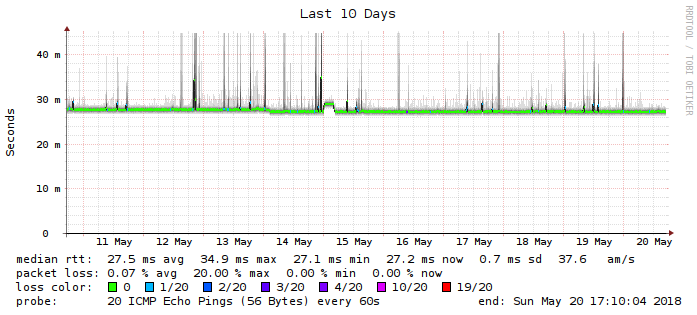 Last 10 Days
RRDTOOL / TOBI OETIKER
Seconds
40 m
30 m
20 m
10 m
0
11 May 12 May 13 May 14 May 15 May 16 May 17 May 18 May 19 May 20 May
median rtt: 27.5 ms avg 34.9 ms max 27.1 ms min 27.2 ms now 0.7 ms sd 37.6 am/s
packet loss: 0.07 % avg 20.00 % max 0.00 % min 0.00 % now
loss color: 0 1/20 2/20 3/20 4/20 10/20 19/20
probe: 20 ICMP Echo Pings (56 Bytes) every 60s end: Sun May 20 17:10:04 2018